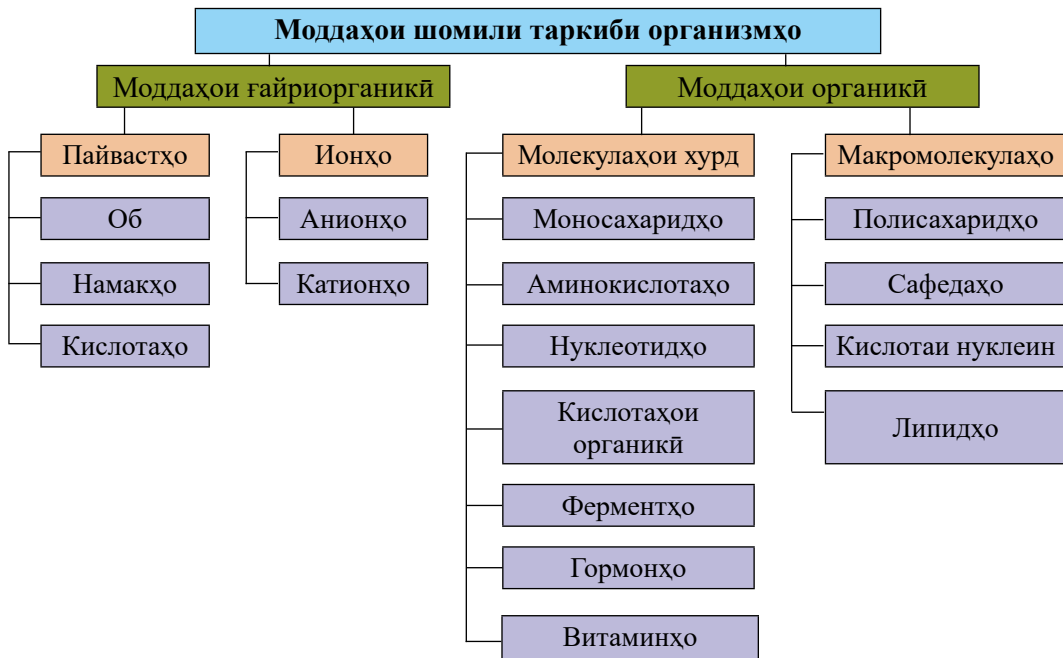 Моддаҳои шомили таркиби организмҳо
Моддаҳои ғайриорганикӣ
Моддаҳои органикӣ
Пайвастҳо
Об
Намакҳо
Кислотаҳо
Ионҳо
Анионҳо
Катионҳо
Молекулаҳои хурд
Моносахаридҳо
Аминокислотаҳо
Нуклеотидҳо
Кислотаҳои
органикӣ
Ферментҳо
Гормонҳо
Витаминҳо
Макромолекулаҳо
Полисахаридҳо
Сафедаҳо
Кислотаи нуклеин
Липидҳо